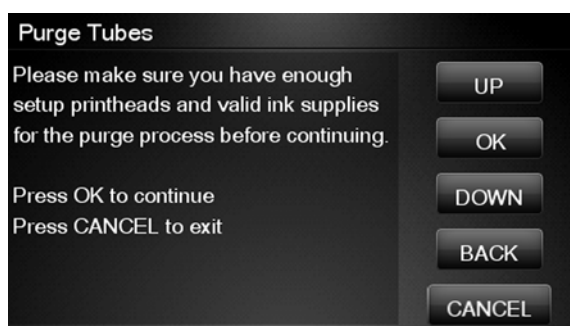 Purge Tubes
Please make sure you have enough
setup printheads and valid ink supplies
for the purge process before continuing.
Press OK to continue
Press CANCEL to exit
UP
OK
DOWN
BACK
CANCEL